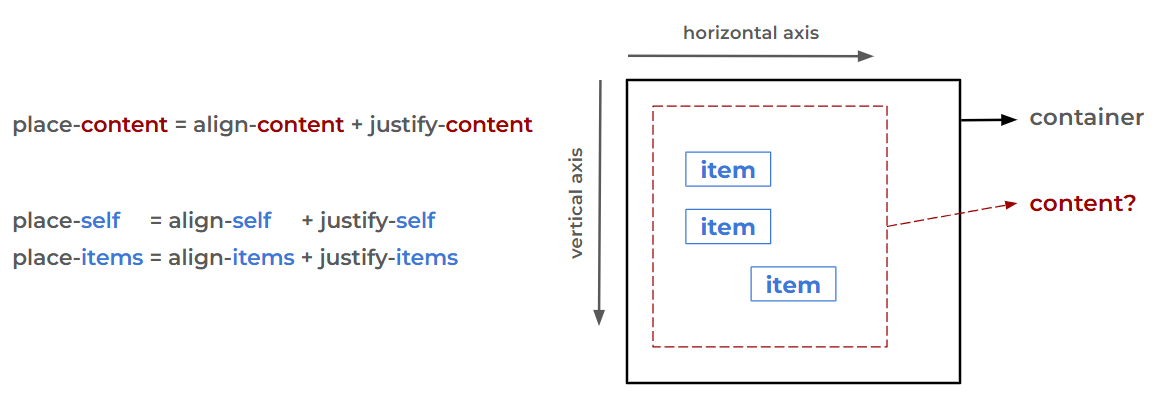 horizontal axis
place-content = align-content + justify-content
container
vertical axis
item
content?
place-self = align-self + justify-self
item
place-items = align-items + justify-items
item